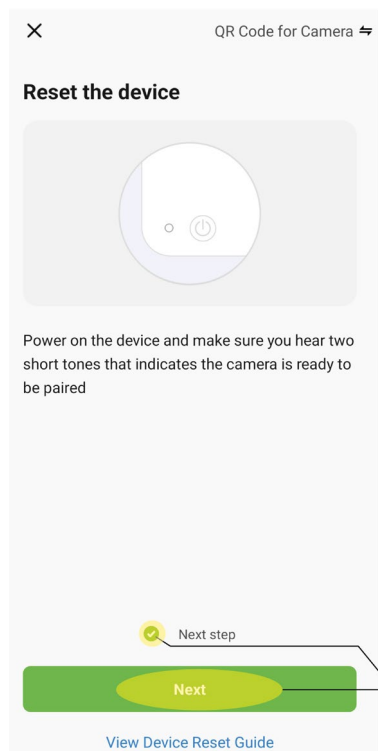 QR Code for Camera
Reset the device
Power on the device and make sure you hear two
short tones that indicates the camera is ready to
be paired
Next step
Next
View Device Reset Guide